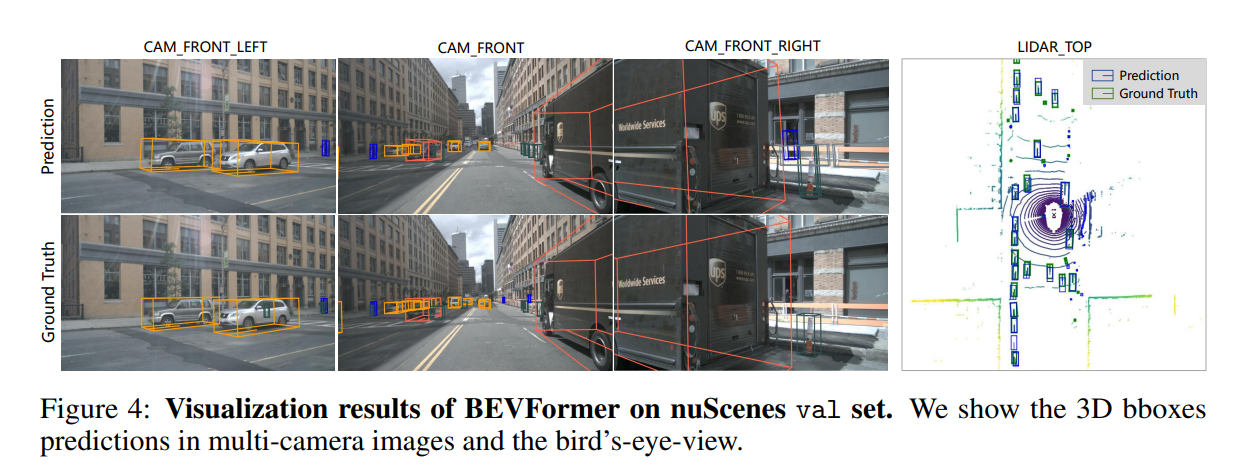 CAM_FRONT_LEFT
CAM_FRONT
CAM_FRONT_RIGHT
LIDAR_TOP
Prediction
Ground Truth
Prediction
ups
Worldwide Services
Ground Truth
ups
Worldwide Services
Figure 4: Visualization results of BEVFormer on nuScenes val set. We show the 3D bboxes
predictions in multi-camera images and the bird's-eye-view.